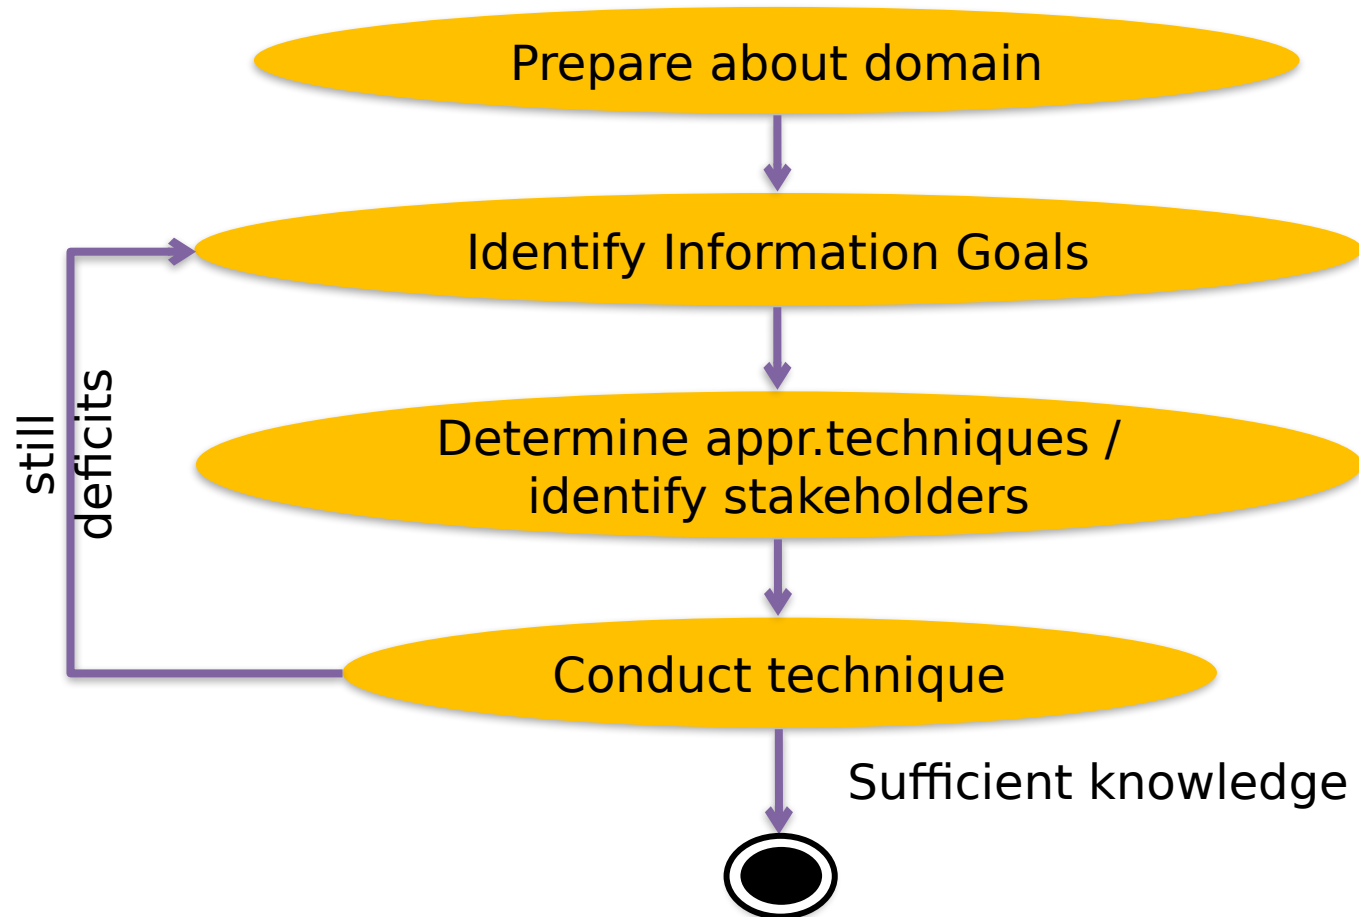 Prepare about domain
Identify Information Goals
still
deficits
Determine appr.techniques /
identify stakeholders
Conduct technique
Sufficient knowledge